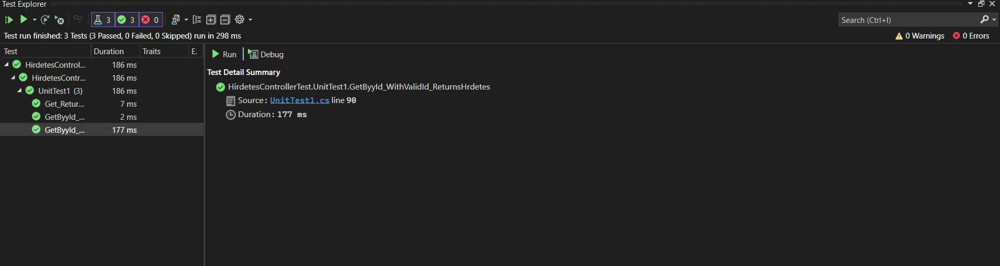 Test Explorer
3 3 0
Search (Ctrl+I)
Test run finished: 3 Tests (3 Passed, 0 Failed, 0 Skipped) run in 298 ms
0 Warnings 0 Errors
Test Duration Traits E.
HirdetesControl... 186 ms
HirdetesContr... 186 ms
UnitTest1 (3) 186 ms
Get_Retur... 7 ms
GetByyId_... 2 ms
GetByyId_... 177 ms
Run Debug
Test Detail Summary
HirdetesControllerTest.UnitTest1.GetByyId_WithValidId_ReturnsHrdetes
Source: UnitTest1.cs line 90
Duration: 177 ms